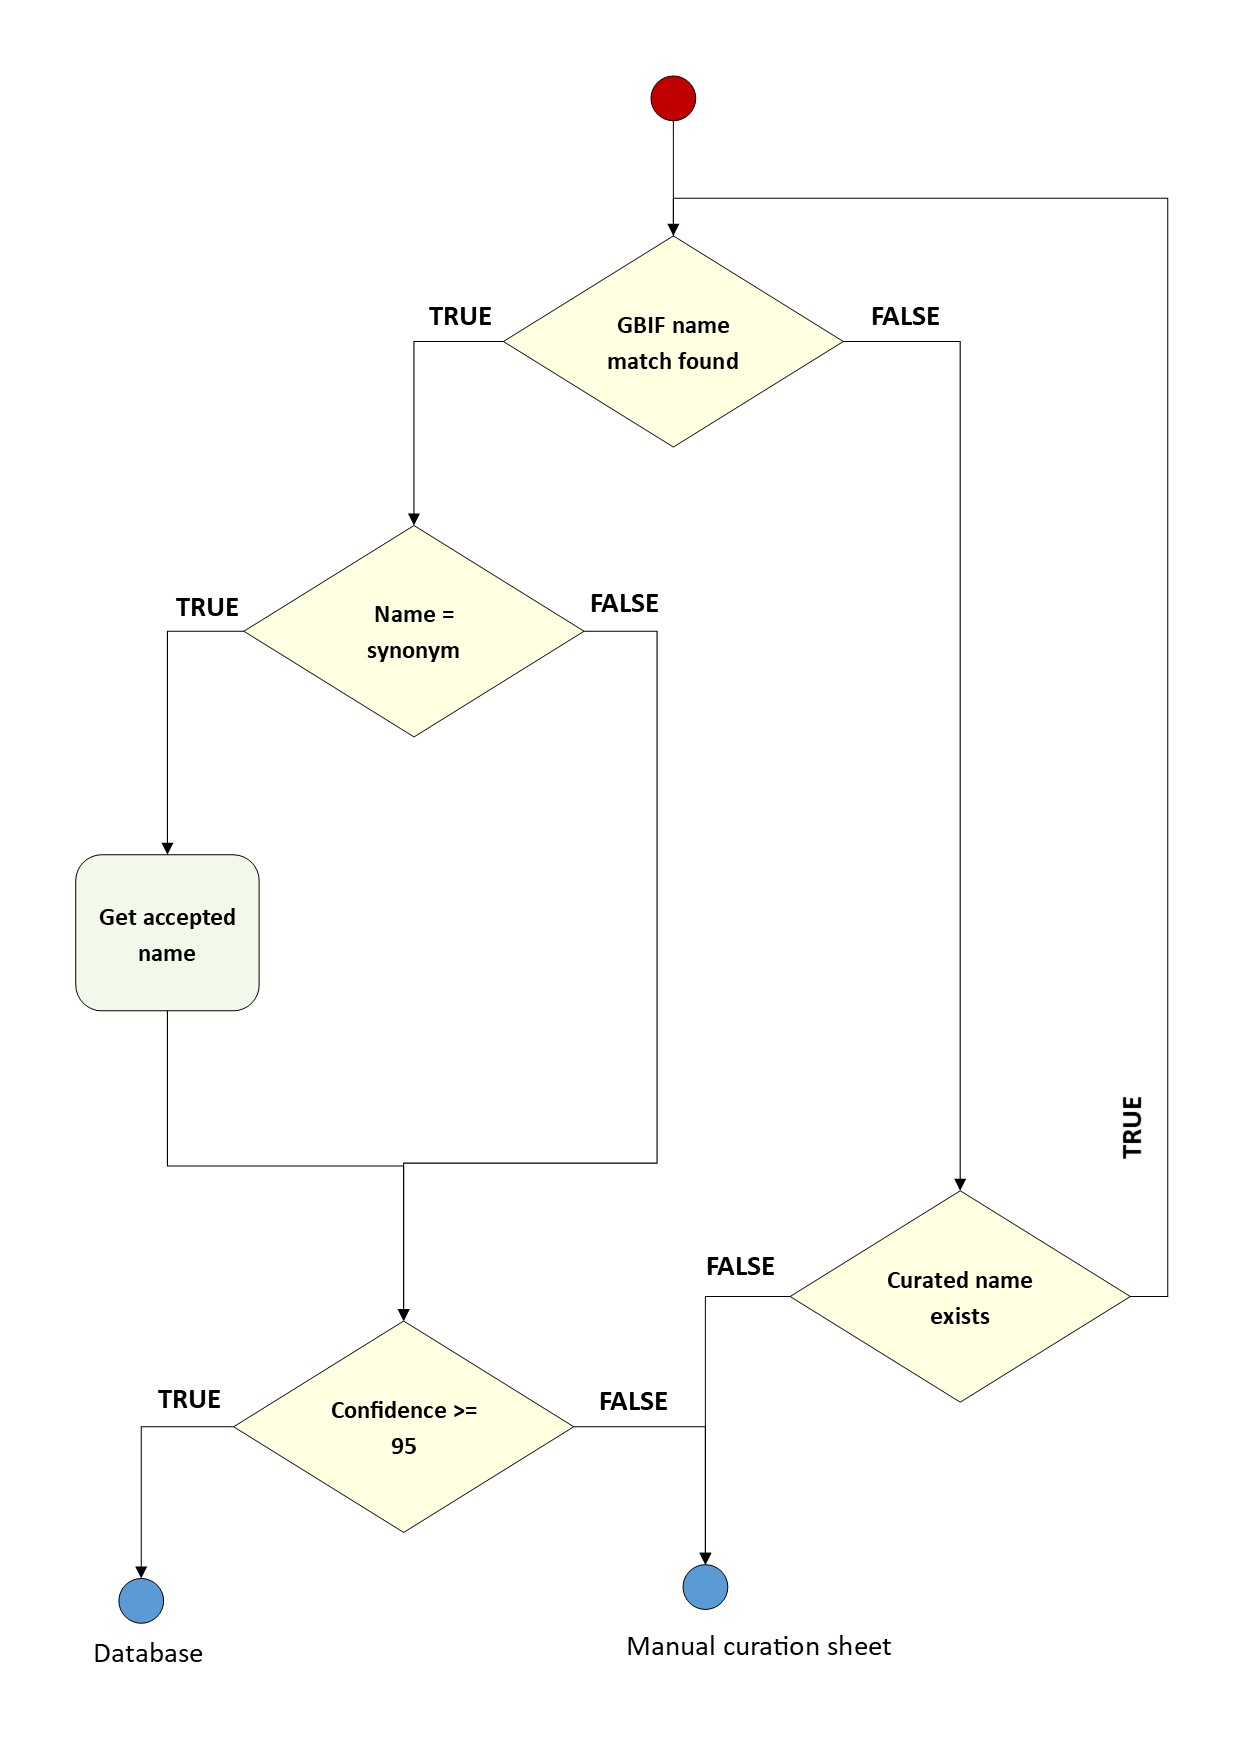 TRUE
FALSE
GBIF name
match found
TRUE
FALSE
Name =
synonym
Get accepted
name
TRUE
FALSE
Curated name
exists
TRUE
FALSE
Confidence >=
95
Database
Manual curation sheet